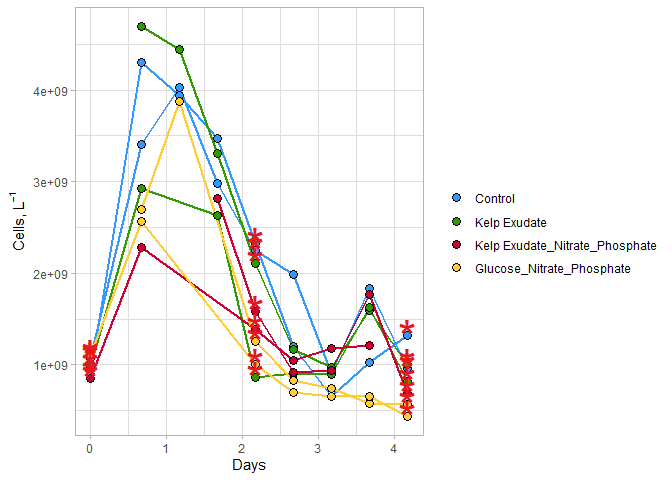 4e+09
3e+09
2e+09
1e+09
Cells, L⁻¹
0 1 2 3 4
Days
Control
Kelp Exudate
Kelp Exudate_Nitrate_Phosphate
Glucose_Nitrate_Phosphate